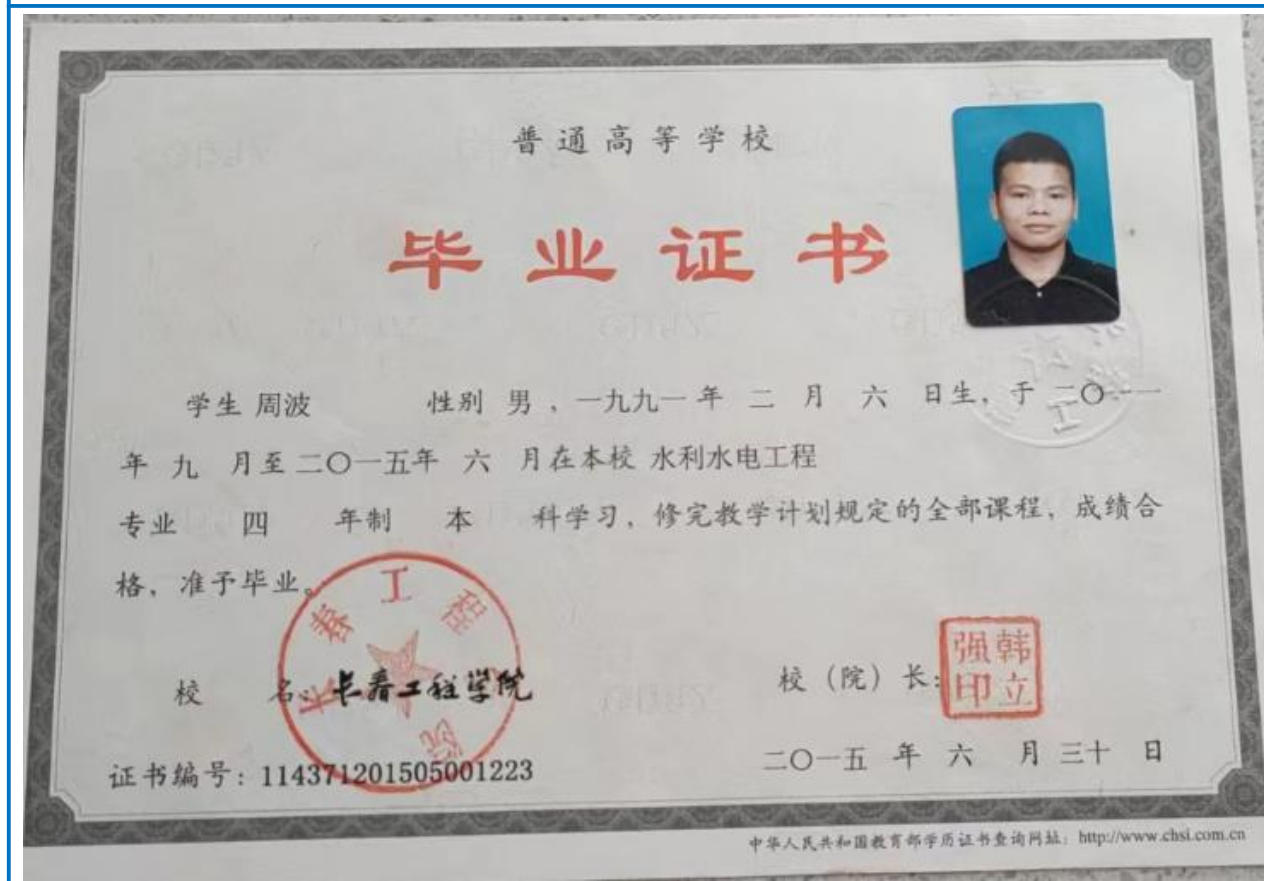 普通高等学校
毕业证书
学生 周波 性别 男 ，一九九一 年 二 月 六 日生，于 二〇一一
年 九 月至 二〇一五年 六 月在本校 水利水电工程
专业 四 年制 本 科学习，修完教学计划规定的全部课程，成绩合
格，准予毕业。
校 名：长春工程学院
长春工程学院
校（院）长：
韩立强印
证书编号：114371201505001223
二〇一五 年 六 月 三十 日
中华人民共和国教育部学历证书查询网址：http://www.chsi.com.cn